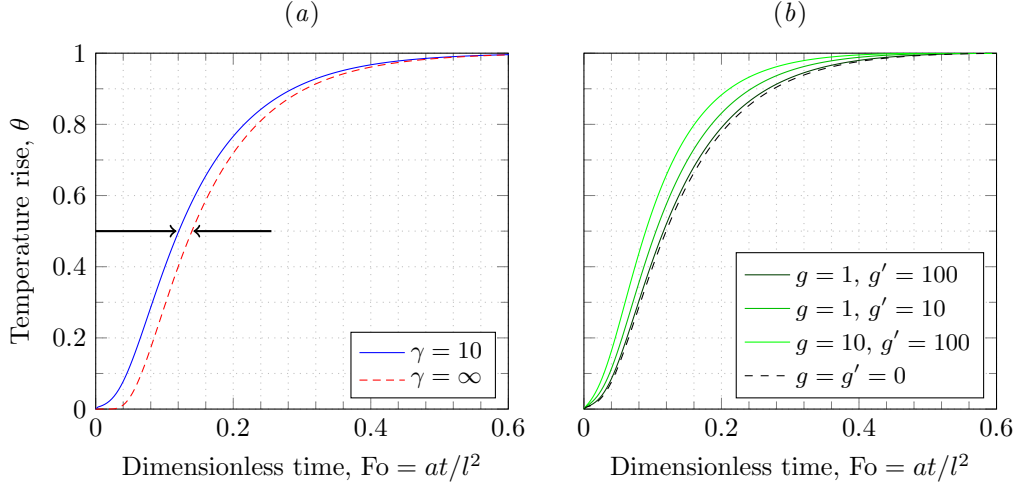 (a)
Temperature rise, θ
1
0.8
0.6
0.4
0.2
0
0 0.2 0.4 0.6
γ = 10
γ = ∞
Dimensionless time, Fo = at/l²
(b)
g = 1, g′ = 100
g = 1, g′ = 10
g = 10, g′ = 100
g = g′ = 0
0 0.2 0.4 0.6
Dimensionless time, Fo = at/l²